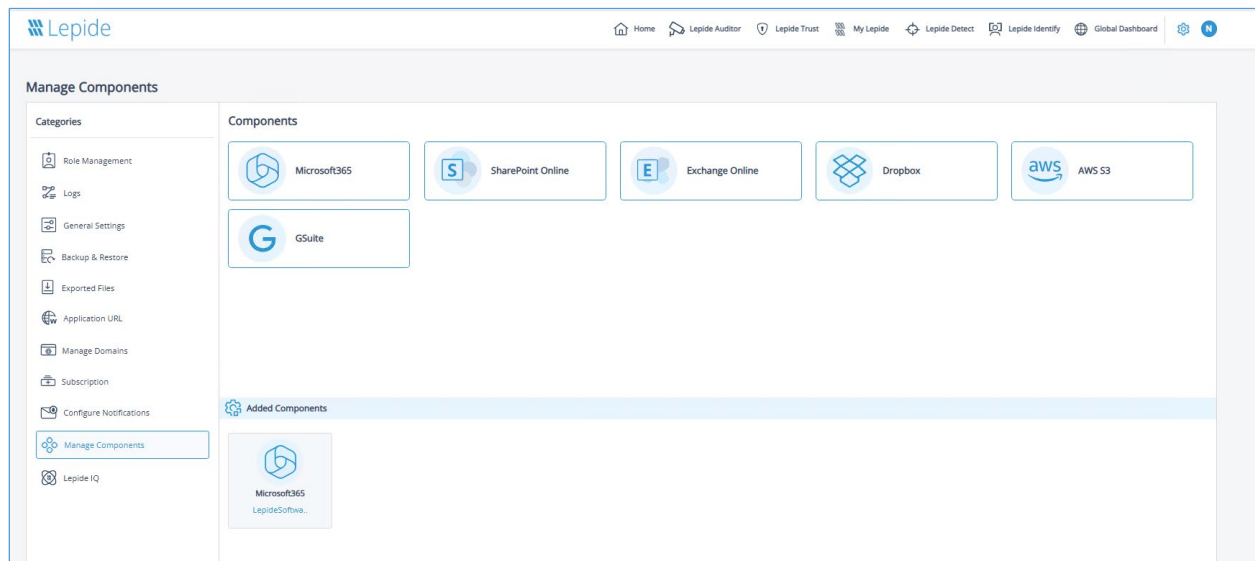 Lepide
Home Lepide Auditor Lepide Trust My Lepide Lepide Detect Lepide Identify Global Dashboard N
Manage Components
Categories
Role Management
Logs
General Settings
Backup & Restore
Exported Files
Application URL
Manage Domains
Subscription
Configure Notifications
Manage Components
Lepide IQ
Components
Microsoft365
S SharePoint Online
E Exchange Online
Dropbox
aws AWS S3
G GSuite
Added Components
Microsoft365
LepideSoftwa..